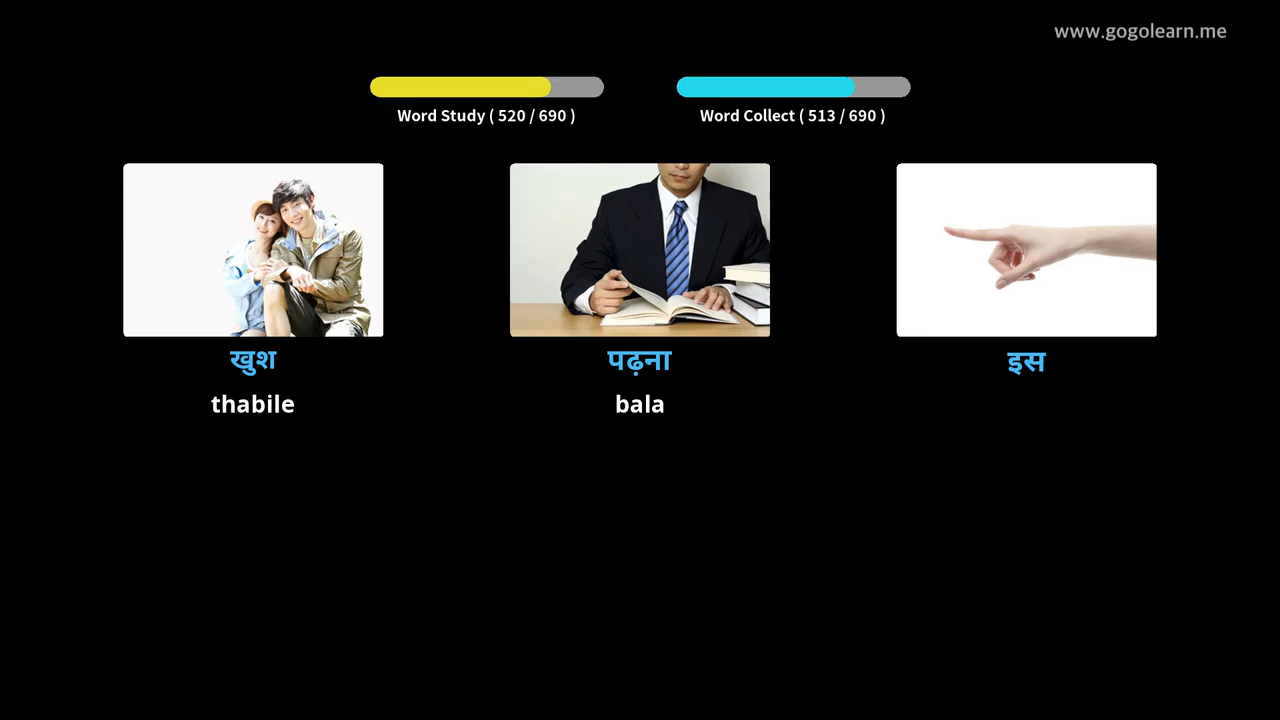 www.gogolearn.me
Word Study ( 520 / 690 )
Word Collect ( 513 / 690 )
खुश
thabile
पढ़ना
bala
इस